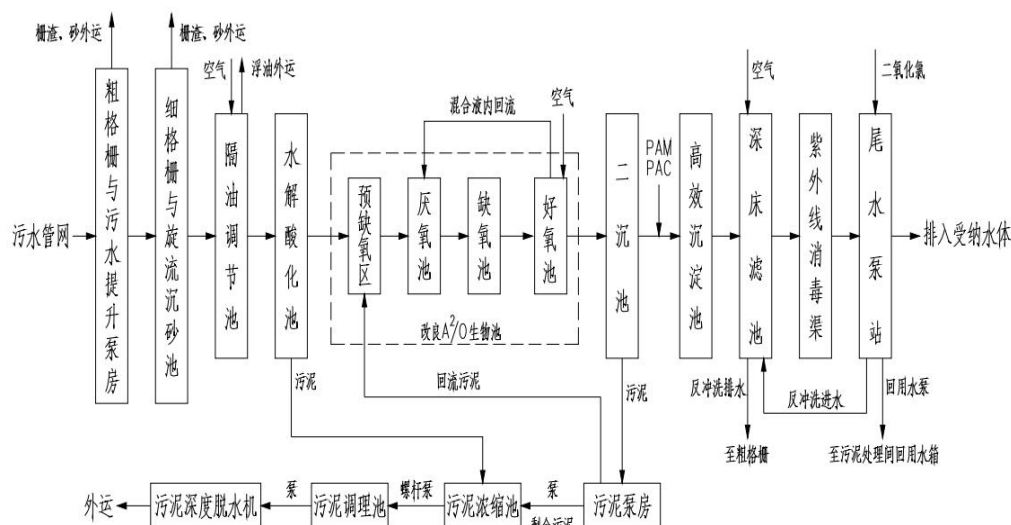 栅渣、砂外运
栅渣、砂外运
空气
浮油外运
粗格栅与污水提升泵房
细格栅与旋流沉砂池
隔油调节池
水解酸化池
混合液内回流
空气
预缺氧区
厌氧池
缺氧池
好氧池
改良A²/O生物池
二沉池
PAM
PAC
高效沉淀池
空气
深床滤池
紫外线消毒渠
二氧化氯
尾水泵站
污水管网
排入受纳水体
污泥
回流污泥
污泥
反冲洗排水
反冲洗进水
回用水泵
至粗格栅
至污泥处理间回用水箱
外运
污泥深度脱水机
泵
污泥调理池
螺杆泵
污泥浓缩池
泵
剩余污泥
污泥泵房